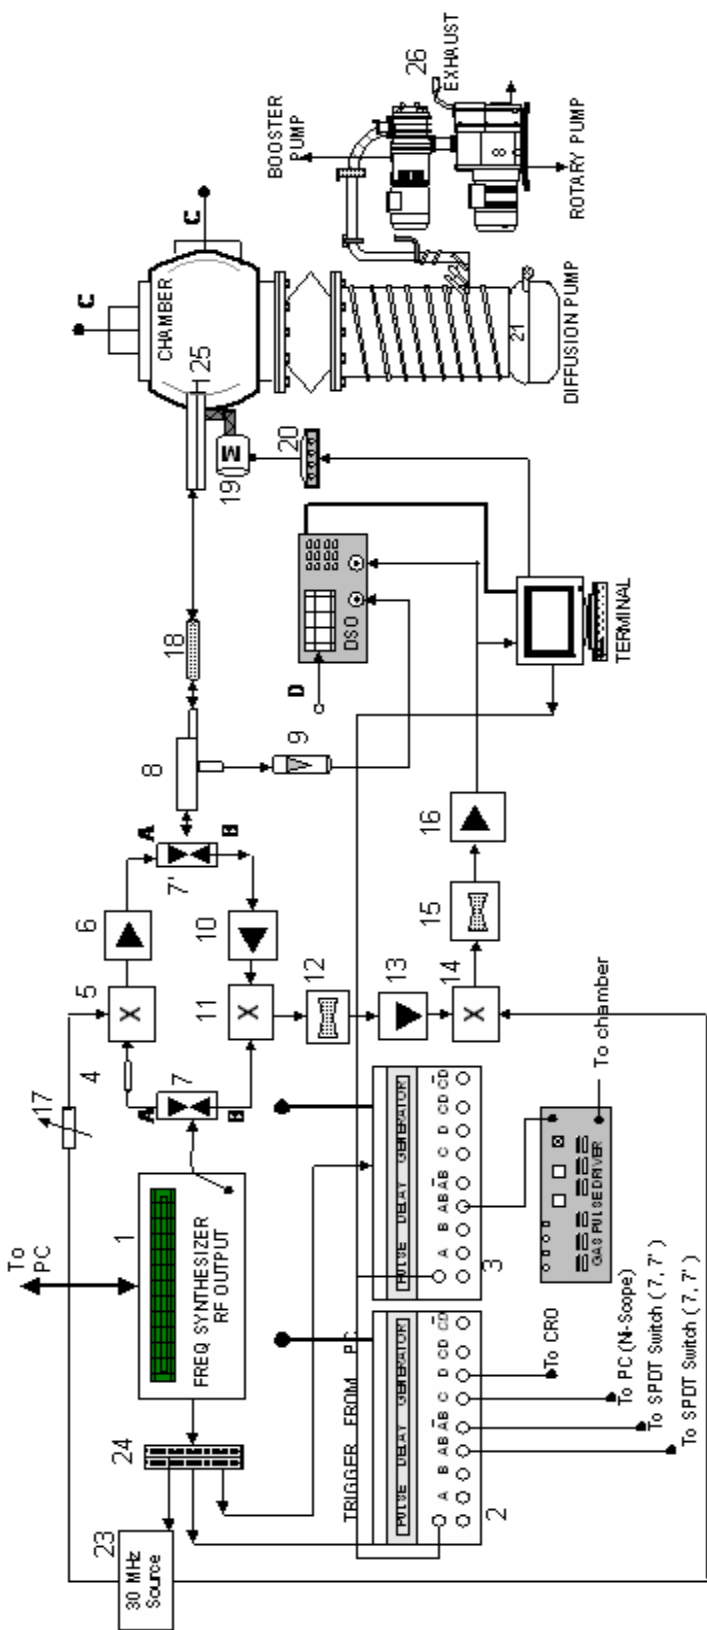 To
PC
1
FREQ SYNTHESIZER
RF OUTPUT
23
30 MHz
Source
24
17
4
5
X
6
A
7
B
A
7'
B
8
18
10
11
X
12
13
14
X
15
16
9
D
DSO
19
M
20
25
CHAMBER
C
C
21
DIFFUSION PUMP
BOOSTER
PUMP
26
EXHAUST
8
ROTARY PUMP
TERMINAL
TRIGGER FROM PC
PULSE DELAY GENERATOR
A B AB A̅B̅ C D CD C̅D̅
2
PULSE DELAY GENERATOR
A B AB A̅B̅ C D CD C̅D̅
3
GAS PULSE DRIVER
To chamber
To CRO
To PC (Ni-Scope)
To SPDT Switch ( 7, 7' )
To SPDT Switch ( 7, 7' )